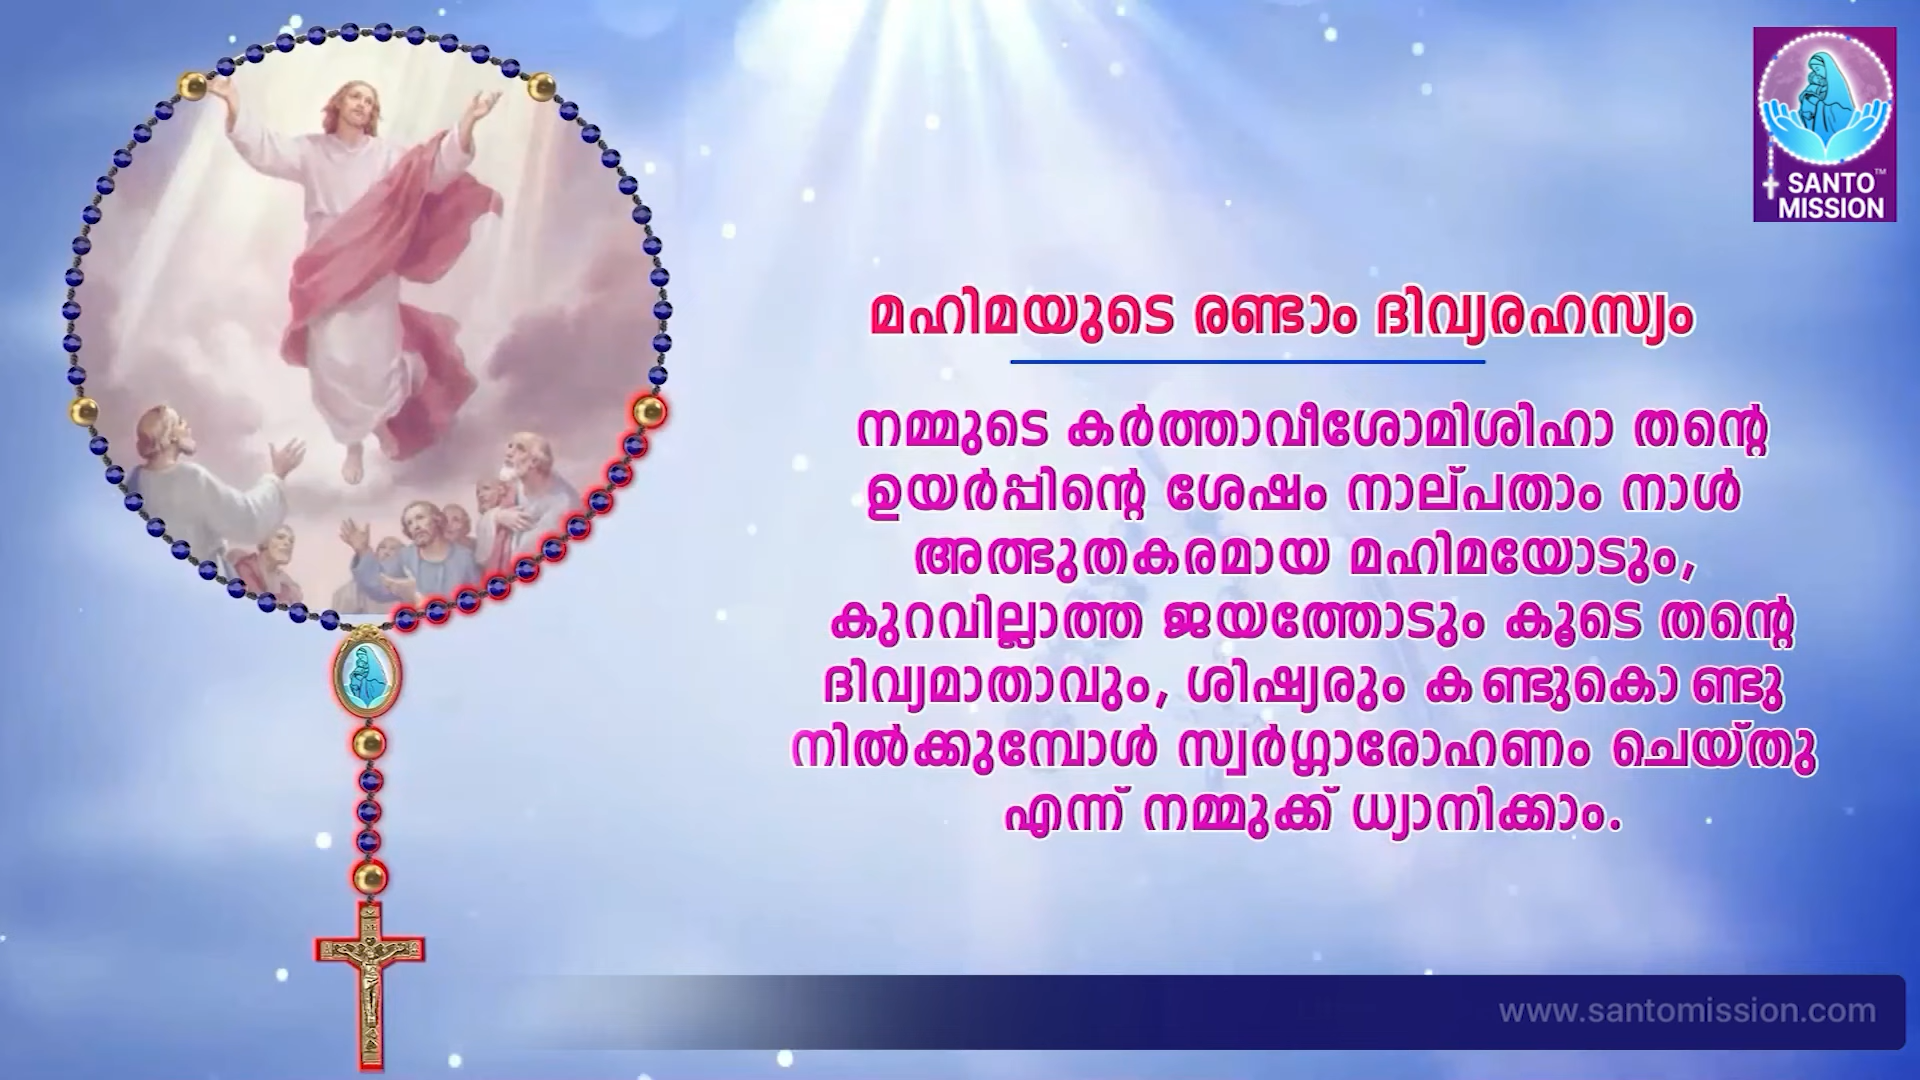 SANTO™
MISSION
മഹിമയുടെ രണ്ടാം ദിവ്യരഹസ്യം
നമ്മുടെ കർത്താവീശോമിശിഹാ തന്റെ
ഉയർപ്പിന്റെ ശേഷം നാല്പതാം നാൾ
അത്ഭുതകരമായ മഹിമയോടും,
കുറവില്ലാത്ത ജയത്തോടും കൂടെ തന്റെ
ദിവ്യമാതാവും, ശിഷ്യരും കണ്ടുകൊണ്ടു
നിൽക്കുമ്പോൾ സ്വർഗ്ഗാരോഹണം ചെയ്തു
എന്ന് നമ്മുക്ക് ധ്യാനിക്കാം.
www.santomission.com